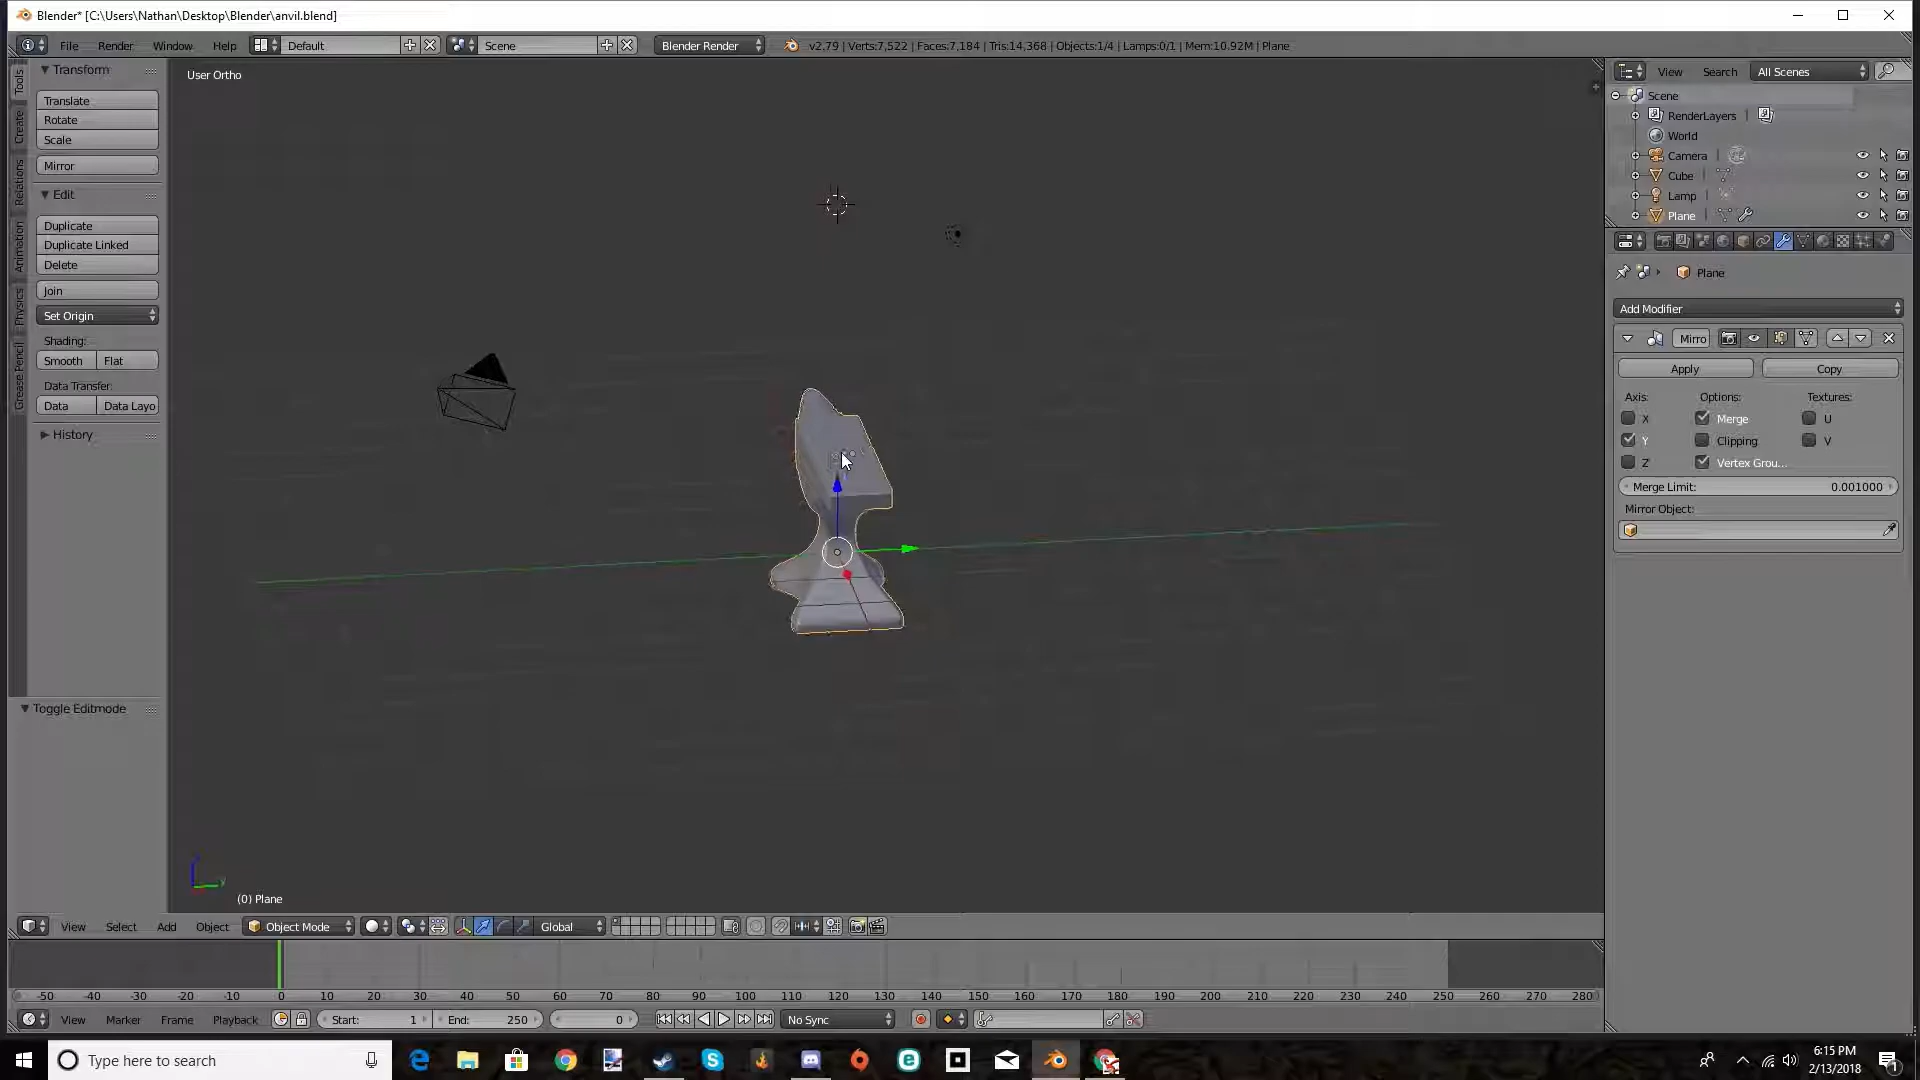 Blender* [C:\Users\Nathan\Desktop\Blender\anvil.blend]
File Render Window Help Default Scene Blender Render v2.79 | Verts:7,522 | Faces:7,184 | Tris:14,368 | Objects:1/4 | Lamps:0/1 | Mem:10.92M | Plane
Tools
Create
Relations
Animation
Physics
Grease Pencil
Transform
Translate
Rotate
Scale
Mirror
Edit
Duplicate
Duplicate Linked
Delete
Join
Set Origin
Shading:
Smooth Flat
Data Transfer:
Data Data Layo
History
Toggle Editmode
User Ortho
(0) Plane
View Search All Scenes
Scene
RenderLayers
World
Camera
Cube
Lamp
Plane
Plane
Add Modifier
Mirro
Apply Copy
Axis: Options: Textures:
X Merge U
Y Clipping V
Z Vertex Grou...
Merge Limit: 0.001000
Mirror Object:
View Select Add Object Object Mode Global
-50 -40 -30 -20 -10 0 10 20 30 40 50 60 70 80 90 100 110 120 130 140 150 160 170 180 190 200 210 220 230 240 250 260 270 280
View Marker Frame Playback Start: 1 End: 250 0 No Sync
Type here to search
6:15 PM
2/13/2018
1